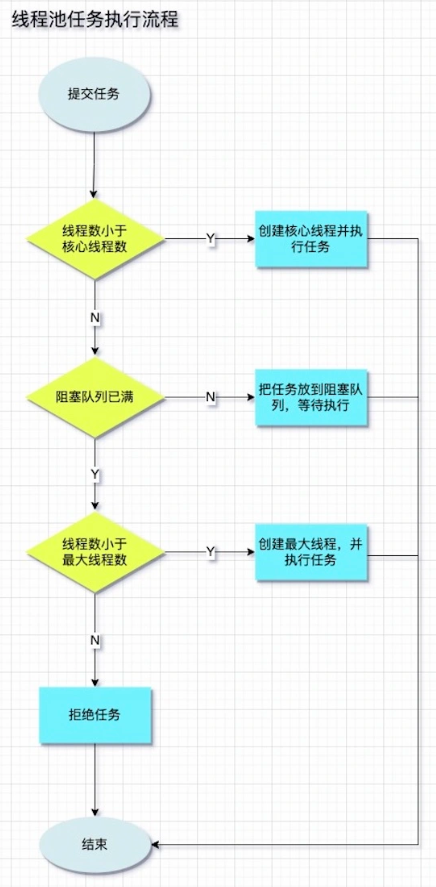 线程池任务执行流程
提交任务
线程数小于
核心线程数
Y
创建核心线程并执
行任务
N
阻塞队列已满
N
把任务放到阻塞队
列，等待执行
Y
线程数小于
最大线程数
Y
创建最大线程，并
执行任务
N
拒绝任务
结束